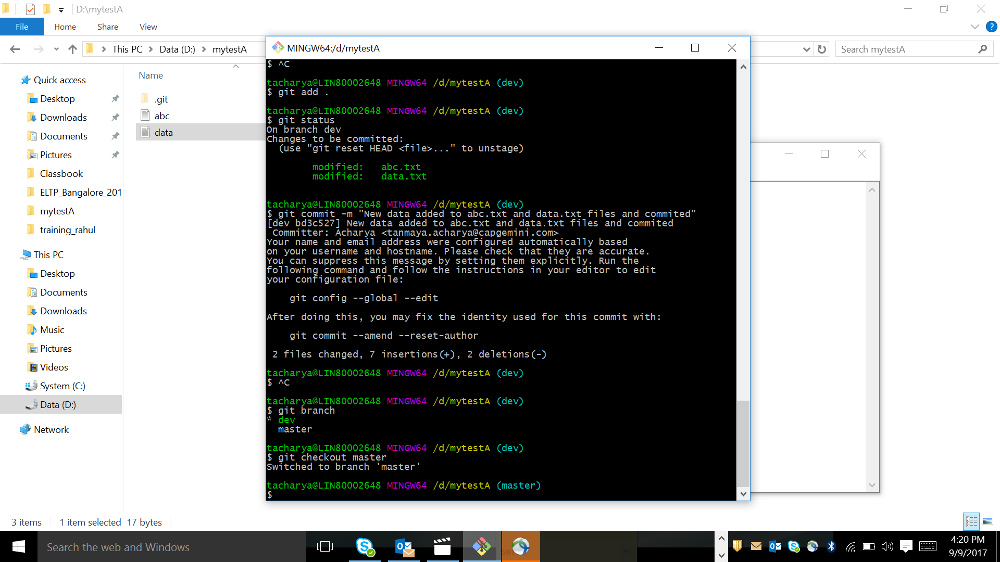 D:\mytestA
File Home Share View
This PC Data (D:) mytestA
Search mytestA
Quick access
Desktop
Downloads
Documents
Pictures
Classbook
ELTP_Bangalore_201
mytestA
training_rahul
This PC
Desktop
Documents
Downloads
Music
Pictures
Videos
System (C:)
Data (D:)
Network
Name
.git
abc
data
MINGW64:/d/mytestA
$ ^C
tacharya@LIN80002648 MINGW64 /d/mytestA (dev)
$ git add .
tacharya@LIN80002648 MINGW64 /d/mytestA (dev)
$ git status
On branch dev
Changes to be committed:
(use "git reset HEAD <file>..." to unstage)
modified: abc.txt
modified: data.txt
tacharya@LIN80002648 MINGW64 /d/mytestA (dev)
$ git commit -m "New data added to abc.txt and data.txt files and commited"
[dev bd3c527] New data added to abc.txt and data.txt files and commited
Committer: Acharya <tanmaya.acharya@capgemini.com>
Your name and email address were configured automatically based
on your username and hostname. Please check that they are accurate.
You can suppress this message by setting them explicitly. Run the
following command and follow the instructions in your editor to edit
your configuration file:
git config --global --edit
After doing this, you may fix the identity used for this commit with:
git commit --amend --reset-author
2 files changed, 7 insertions(+), 2 deletions(-)
tacharya@LIN80002648 MINGW64 /d/mytestA (dev)
$ ^C
tacharya@LIN80002648 MINGW64 /d/mytestA (dev)
$ git branch
* dev
master
tacharya@LIN80002648 MINGW64 /d/mytestA (dev)
$ git checkout master
Switched to branch 'master'
tacharya@LIN80002648 MINGW64 /d/mytestA (master)
$
3 items 1 item selected 17 bytes
Search the web and Windows
4:20 PM
9/9/2017